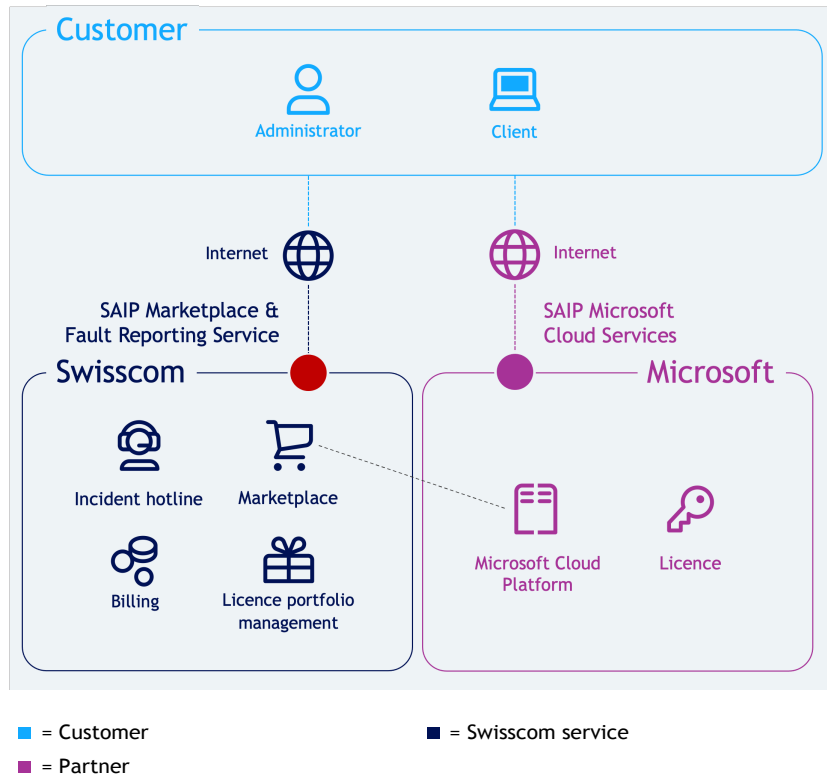 Customer
Administrator
Client
Internet
Internet
SAIP Marketplace &
Fault Reporting Service
SAIP Microsoft
Cloud Services
Swisscom
Microsoft
Incident hotline
Marketplace
Billing
Licence portfolio
management
Microsoft Cloud
Platform
Licence
= Customer
= Swisscom service
= Partner